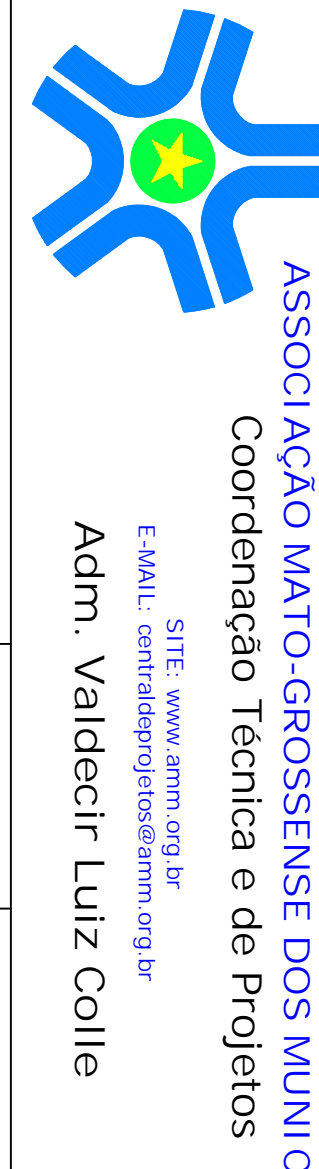 ASSOCIAÇÃO MATO-GROSSENSE DOS MUNIC
Coordenação Técnica e de Projetos
SITE: www.amm.org.br
E-MAIL: centraldeprojetos@amm.org.br
Adm. Valdecir Luiz Colle